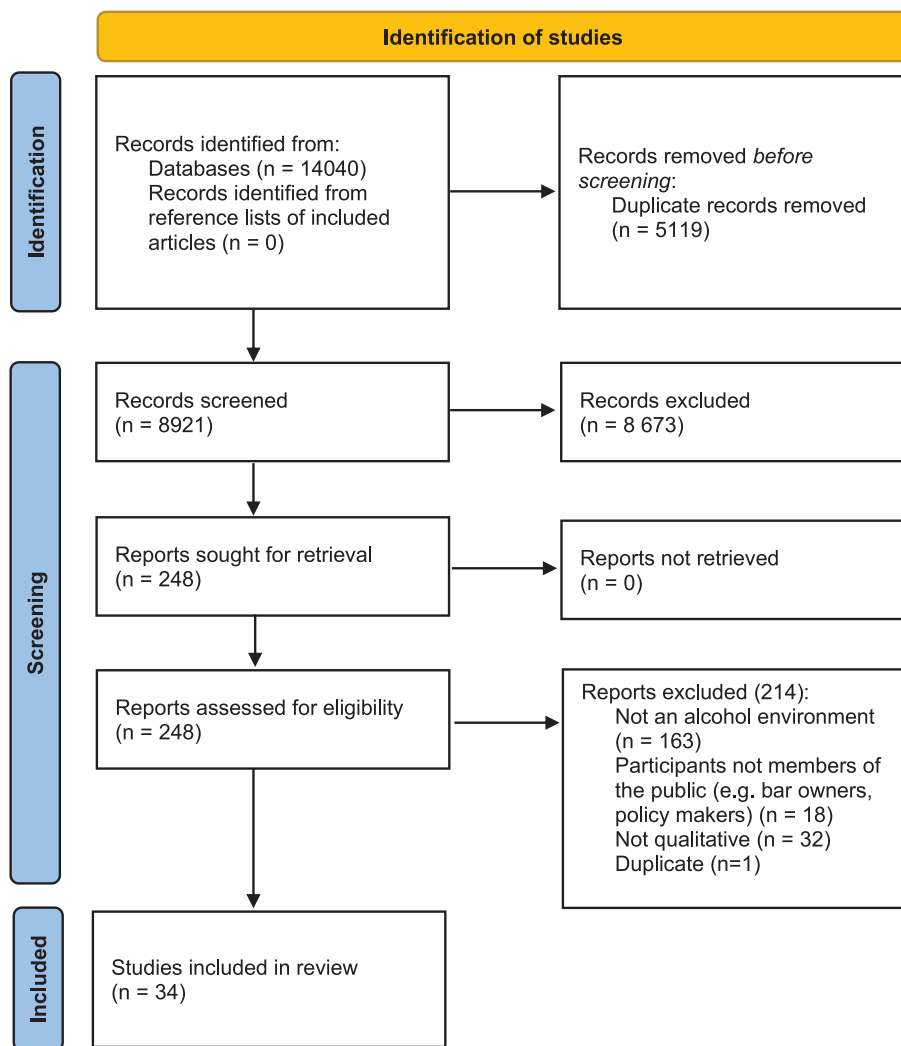 Identification of studies
Identification
Records identified from:
Databases (n = 14040)
Records identified from
reference lists of included
articles (n = 0)
Records removed before
screening:
Duplicate records removed
(n = 5119)
Screening
Records screened
(n = 8921)
Records excluded
(n = 8 673)
Reports sought for retrieval
(n = 248)
Reports not retrieved
(n = 0)
Reports assessed for eligibility
(n = 248)
Reports excluded (214):
Not an alcohol environment
(n = 163)
Participants not members of
the public (e.g. bar owners,
policy makers) (n = 18)
Not qualitative (n = 32)
Duplicate (n=1)
Included
Studies included in review
(n = 34)